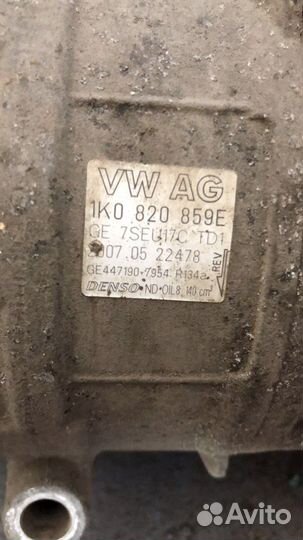 VW AG
1K0 820 859E
GE 7SEU17C TD1
2007.05 22478
GE447190-7954 R134a
REV
DENSO ND-OIL8, 140 cm³
Avito